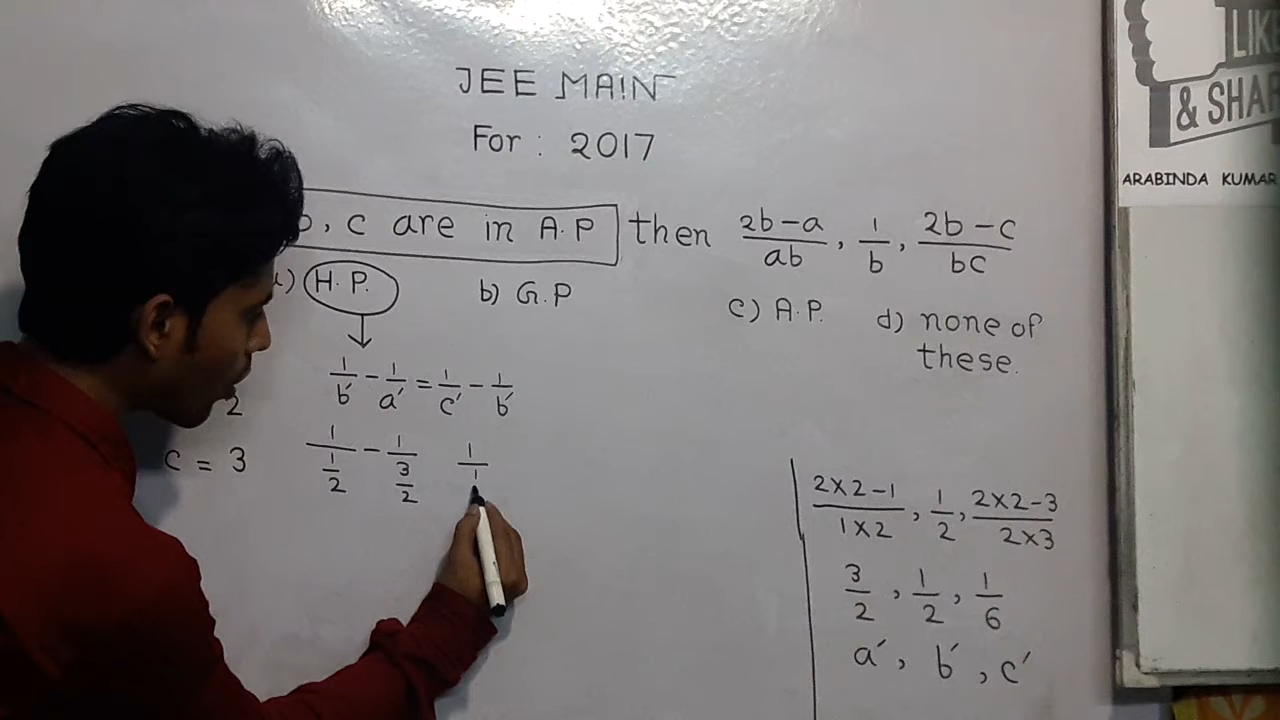 JEE MAIN
For : 2017
b, c are in A.P then (2b-a)/(ab), 1/b, (2b-c)/(bc)
a) H.P. b) G.P c) A.P. d) none of these.
1/b′ - 1/a′ = 1/c′ - 1/b′
2
c = 3
1/(1/2) - 1/(3/2) 1/1
(2×2-1)/(1×2), 1/2, (2×2-3)/(2×3)
3/2, 1/2, 1/6
a′, b′, c′
LIKE
& SHAR
ARABINDA KUMAR